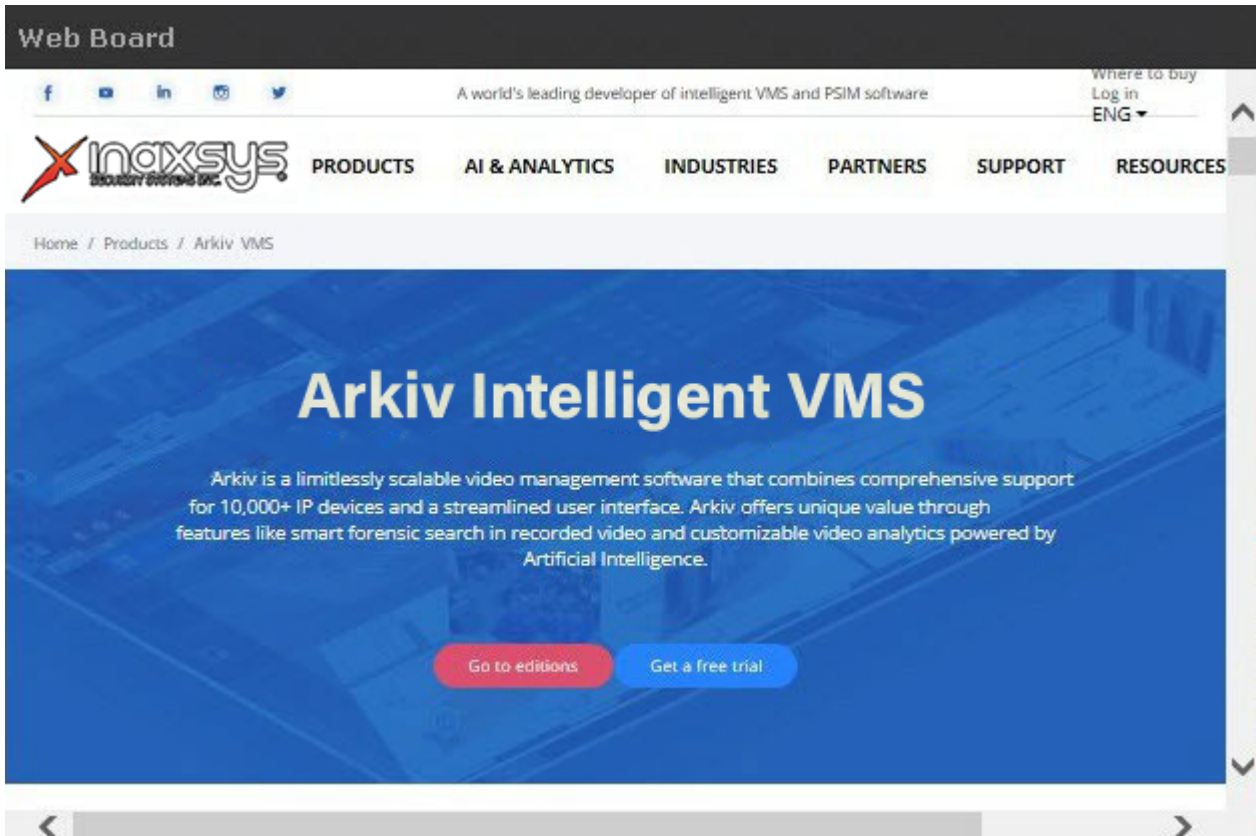 Web Board
Where to buy
A world's leading developer of intelligent VMS and PSIM software
Log in
ENG
inaxsys
SECURITY SYSTEMS INC.
PRODUCTS AI & ANALYTICS INDUSTRIES PARTNERS SUPPORT RESOURCES
Home / Products / Arkiv VMS
Arkiv Intelligent VMS
Arkiv is a limitlessly scalable video management software that combines comprehensive support
for 10,000+ IP devices and a streamlined user interface. Arkiv offers unique value through
features like smart forensic search in recorded video and customizable video analytics powered by
Artificial Intelligence.
Go to editions Get a free trial